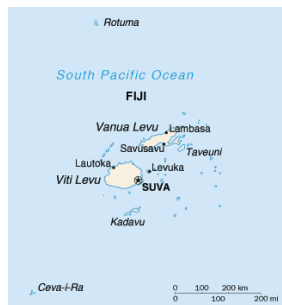 Rotuma
South Pacific Ocean
FIJI
Vanua Levu
Lambasa
Savusavu
Taveuni
Lautoka
Levuka
Viti Levu
SUVA
Kadavu
Ceva-i-Ra
0 100 200 km
0 100 200 mi